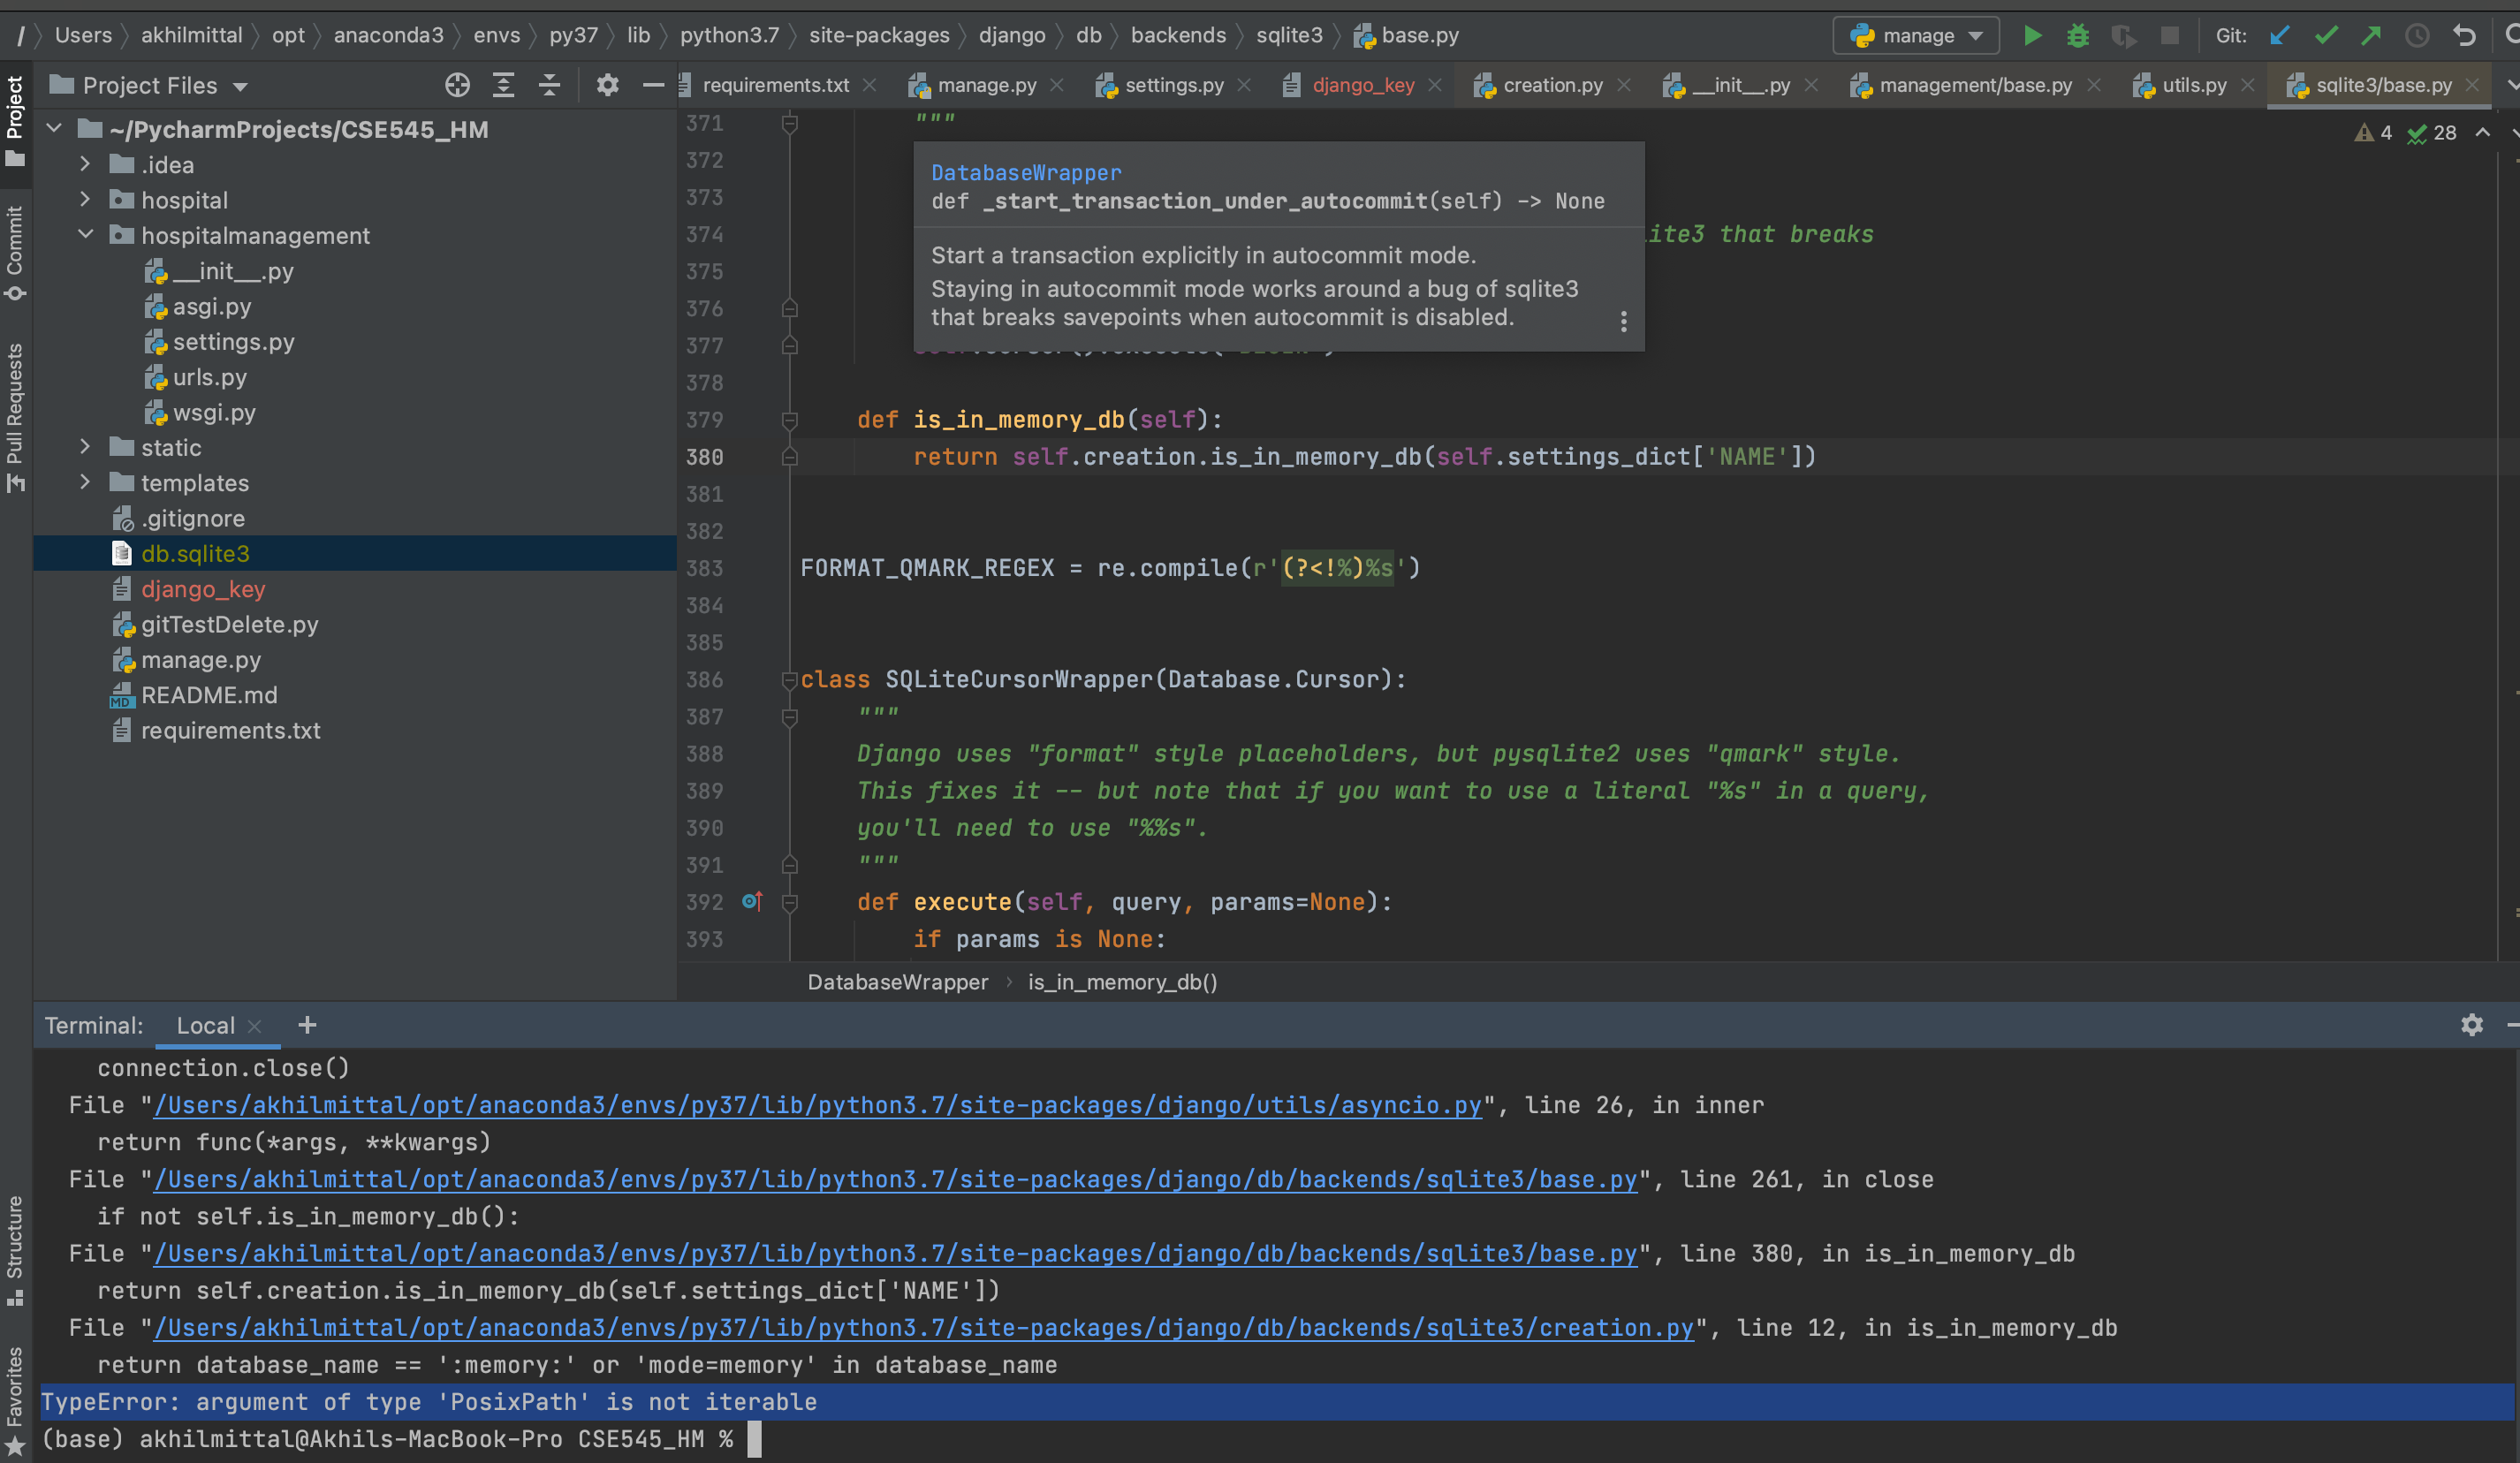 / Users akhilmittal opt anaconda3 envs py37 lib python3.7 site-packages django db backends sqlite3 base.py
manage
Git:
Project
Commit
Pull Requests
Structure
Favorites
Project Files
requirements.txt
manage.py
settings.py
django_key
creation.py
__init__.py
management/base.py
utils.py
sqlite3/base.py
~/PycharmProjects/CSE545_HM
.idea
hospital
hospitalmanagement
__init__.py
asgi.py
settings.py
urls.py
wsgi.py
static
templates
.gitignore
db.sqlite3
django_key
gitTestDelete.py
manage.py
README.md
requirements.txt
4 28
371 """
372
373
374 ite3 that breaks
375
376
377
378
379 def is_in_memory_db(self):
380 return self.creation.is_in_memory_db(self.settings_dict['NAME'])
381
382
383 FORMAT_QMARK_REGEX = re.compile(r'(?<!%)%s')
384
385
386 class SQLiteCursorWrapper(Database.Cursor):
387 """
388 Django uses "format" style placeholders, but pysqlite2 uses "qmark" style.
389 This fixes it -- but note that if you want to use a literal "%s" in a query,
390 you'll need to use "%%s".
391 """
392 def execute(self, query, params=None):
393 if params is None:
DatabaseWrapper
def _start_transaction_under_autocommit(self) -> None
Start a transaction explicitly in autocommit mode.
Staying in autocommit mode works around a bug of sqlite3
that breaks savepoints when autocommit is disabled.
DatabaseWrapper is_in_memory_db()
Terminal: Local
connection.close()
File "/Users/akhilmittal/opt/anaconda3/envs/py37/lib/python3.7/site-packages/django/utils/asyncio.py", line 26, in inner
return func(*args, **kwargs)
File "/Users/akhilmittal/opt/anaconda3/envs/py37/lib/python3.7/site-packages/django/db/backends/sqlite3/base.py", line 261, in close
if not self.is_in_memory_db():
File "/Users/akhilmittal/opt/anaconda3/envs/py37/lib/python3.7/site-packages/django/db/backends/sqlite3/base.py", line 380, in is_in_memory_db
return self.creation.is_in_memory_db(self.settings_dict['NAME'])
File "/Users/akhilmittal/opt/anaconda3/envs/py37/lib/python3.7/site-packages/django/db/backends/sqlite3/creation.py", line 12, in is_in_memory_db
return database_name == ':memory:' or 'mode=memory' in database_name
TypeError: argument of type 'PosixPath' is not iterable
(base) akhilmittal@Akhils-MacBook-Pro CSE545_HM %